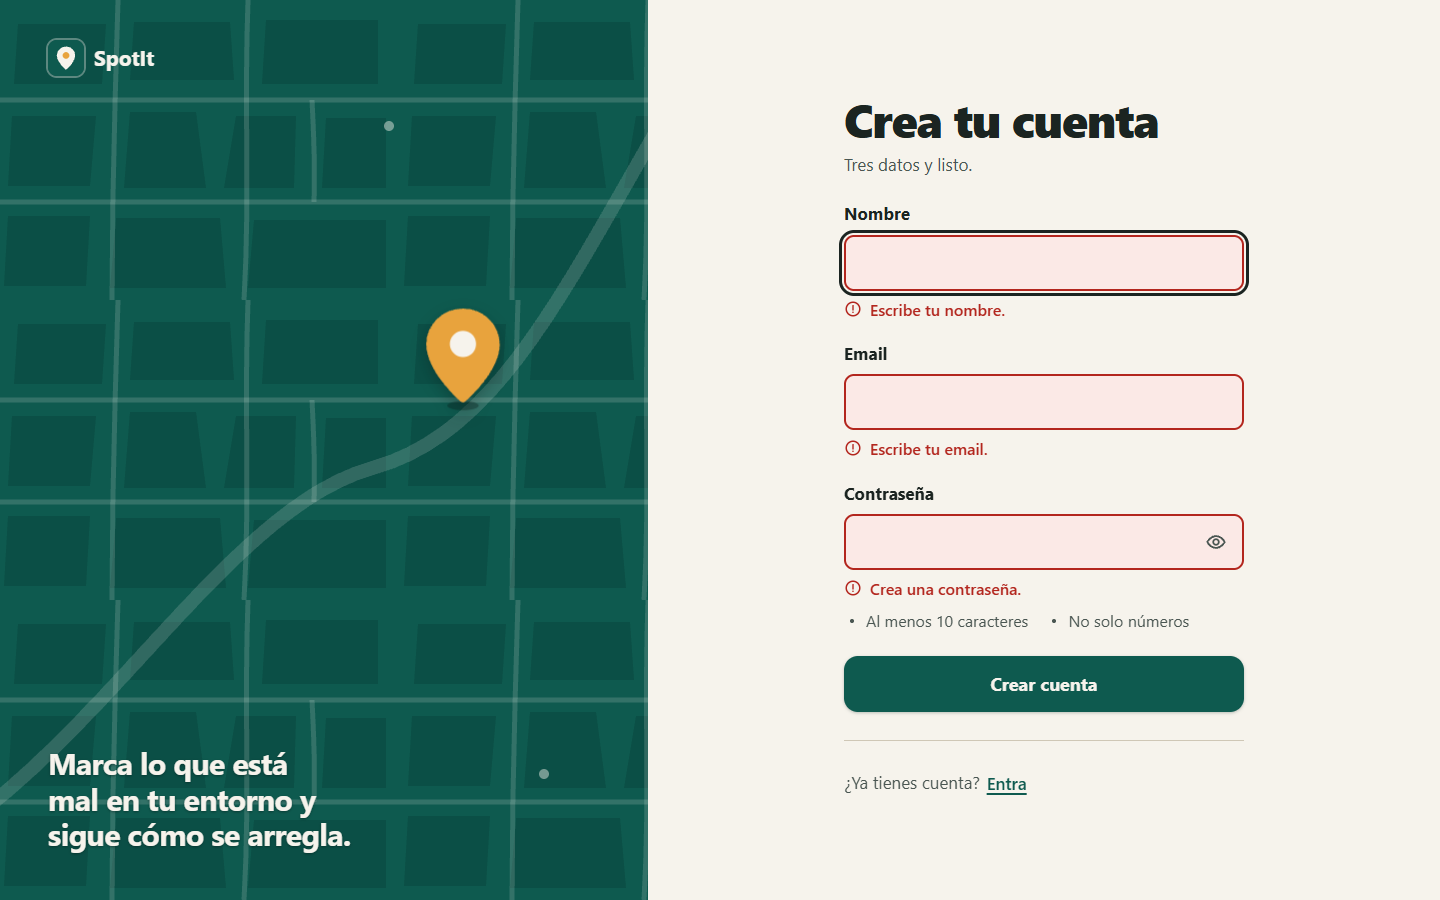 SpotIt
Marca lo que está
mal en tu entorno y
sigue cómo se arregla.
Crea tu cuenta
Tres datos y listo.
Nombre
Escribe tu nombre.
Email
Escribe tu email.
Contraseña
Crea una contraseña.
• Al menos 10 caracteres • No solo números
Crear cuenta
¿Ya tienes cuenta? Entra